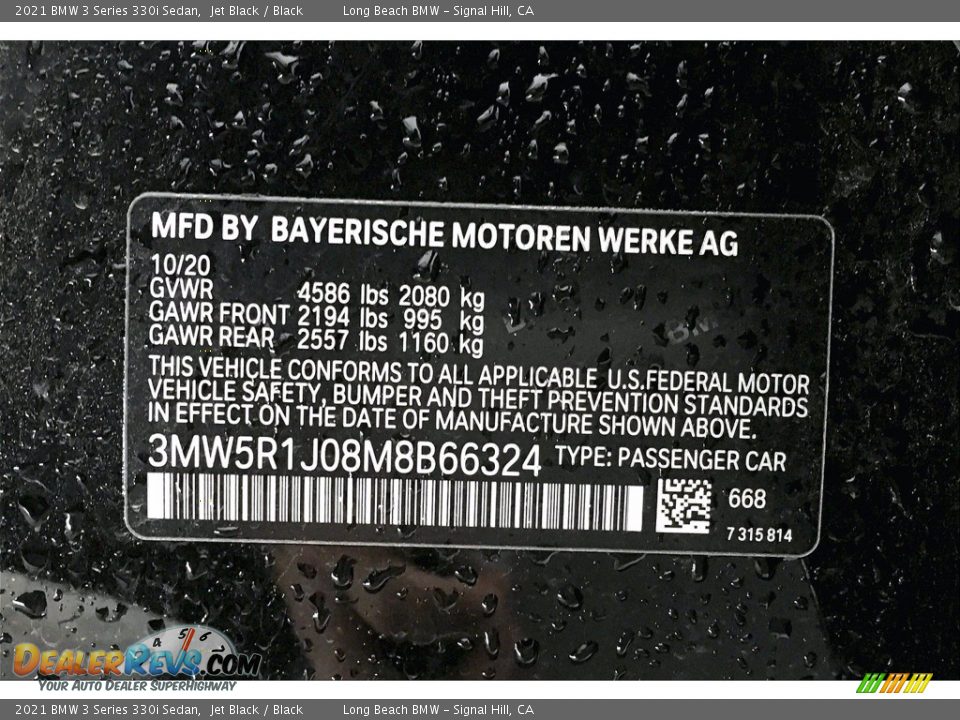 2021 BMW 3 Series 330i Sedan, Jet Black / Black Long Beach BMW - Signal Hill, CA
MFD BY BAYERISCHE MOTOREN WERKE AG
10/20
GVWR 4586 lbs 2080 kg
GAWR FRONT 2194 lbs 995 kg
GAWR REAR 2557 lbs 1160 kg
THIS VEHICLE CONFORMS TO ALL APPLICABLE U.S.FEDERAL MOTOR
VEHICLE SAFETY, BUMPER AND THEFT PREVENTION STANDARDS
IN EFFECT ON THE DATE OF MANUFACTURE SHOWN ABOVE.
3MW5R1J08M8B66324 TYPE: PASSENGER CAR
668
7 315 814
4 5 6
DEALERREVS.COM
YOUR AUTO DEALER SUPERHIGHWAY
2021 BMW 3 Series 330i Sedan, Jet Black / Black Long Beach BMW - Signal Hill, CA